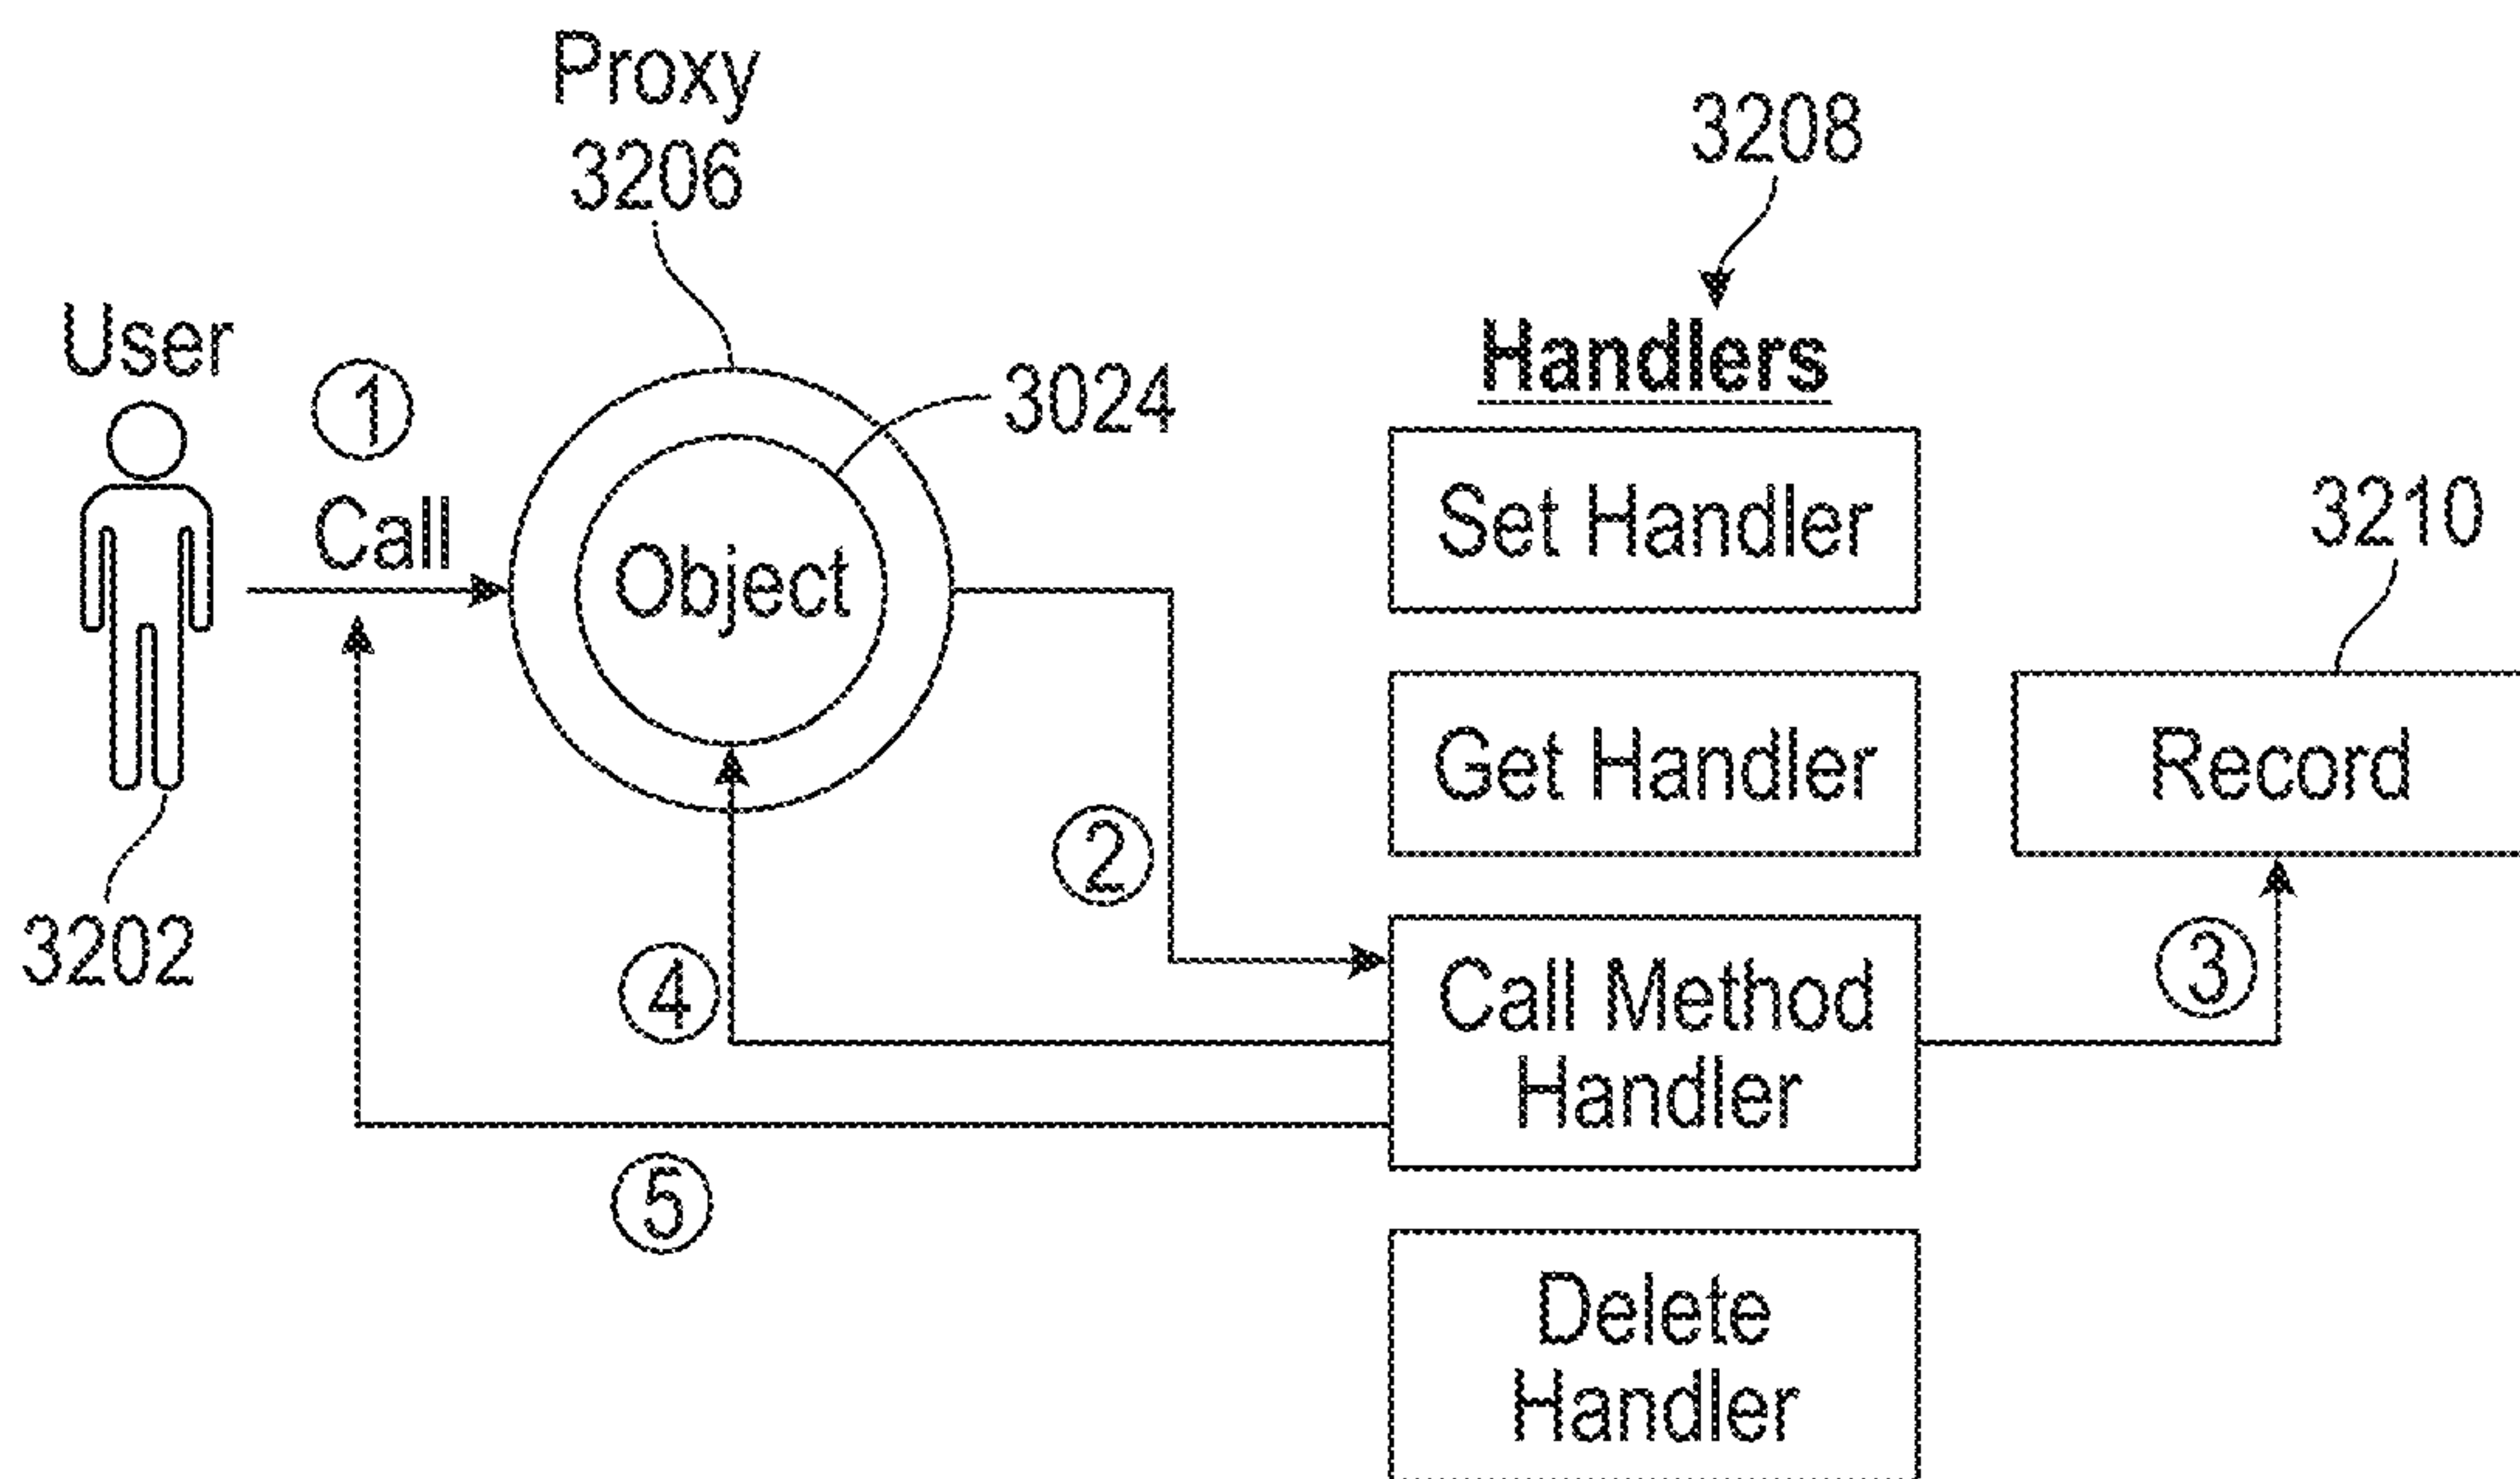 Proxy
3206
3208
User
①
Call
3024
Object
Handlers
Set Handler
3210
Get Handler
Record
②
3202
④
Call Method
Handler
③
⑤
Delete
Handler